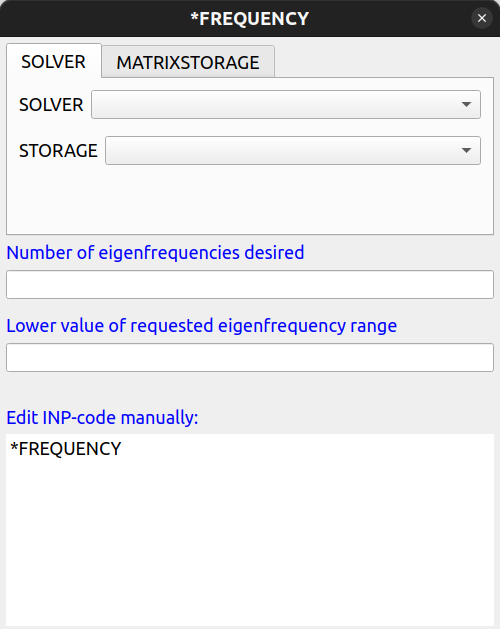 *FREQUENCY
SOLVER
MATRIXSTORAGE
SOLVER
STORAGE
Number of eigenfrequencies desired
Lower value of requested eigenfrequency range
Edit INP-code manually:
*FREQUENCY